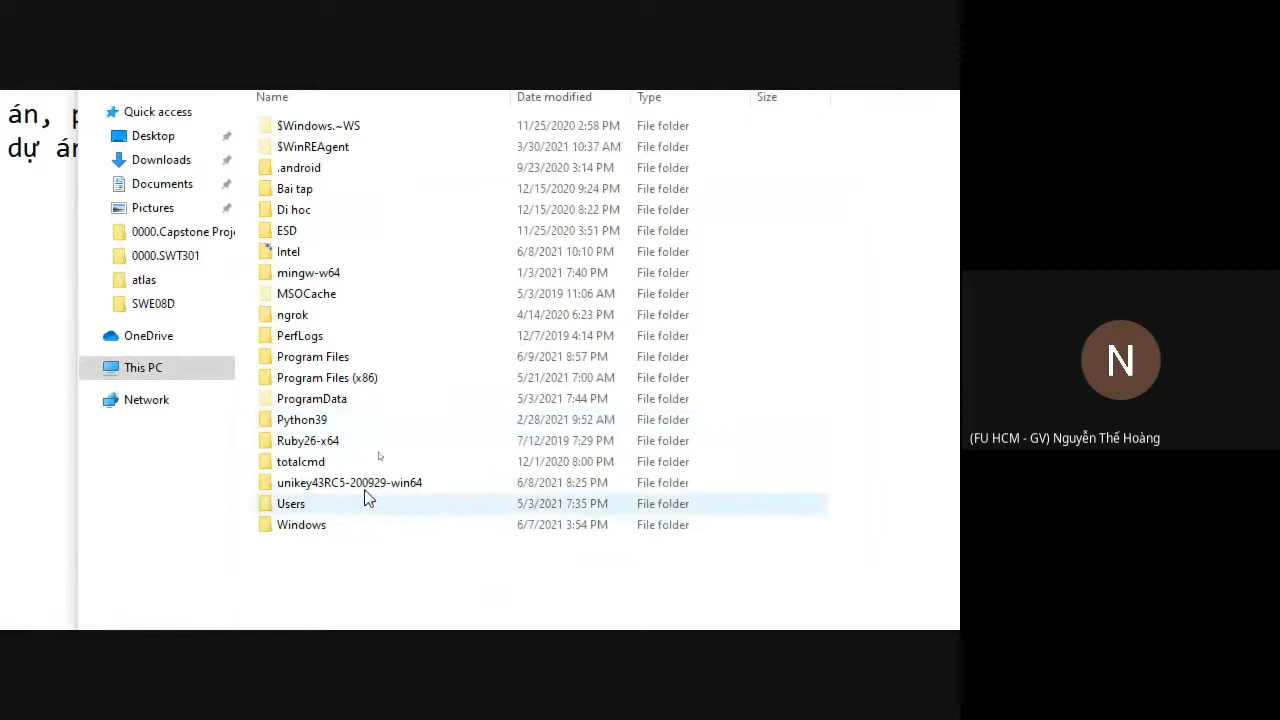 án, p
dự án
Name Date modified Type Size
Quick access
Desktop
Downloads
Documents
Pictures
0000.Capstone Proje
0000.SWT301
atlas
SWE08D
OneDrive
This PC
Network
$Windows.~WS 11/25/2020 2:58 PM File folder
$WinREAgent 3/30/2021 10:37 AM File folder
.android 9/23/2020 3:14 PM File folder
Bai tap 12/15/2020 9:24 PM File folder
Di hoc 12/15/2020 8:22 PM File folder
ESD 11/25/2020 3:51 PM File folder
Intel 6/8/2021 10:10 PM File folder
mingw-w64 1/3/2021 7:40 PM File folder
MSOCache 5/3/2019 11:06 AM File folder
ngrok 4/14/2020 6:23 PM File folder
PerfLogs 12/7/2019 4:14 PM File folder
Program Files 6/9/2021 8:57 PM File folder
Program Files (x86) 5/21/2021 7:00 AM File folder
ProgramData 5/3/2021 7:44 PM File folder
Python39 2/28/2021 9:52 AM File folder
Ruby26-x64 7/12/2019 7:29 PM File folder
totalcmd 12/1/2020 8:00 PM File folder
unikey43RC5-200929-win64 6/8/2021 8:25 PM File folder
Users 5/3/2021 7:35 PM File folder
Windows 6/7/2021 3:54 PM File folder
N
(FU HCM - GV) Nguyễn Thế Hoàng